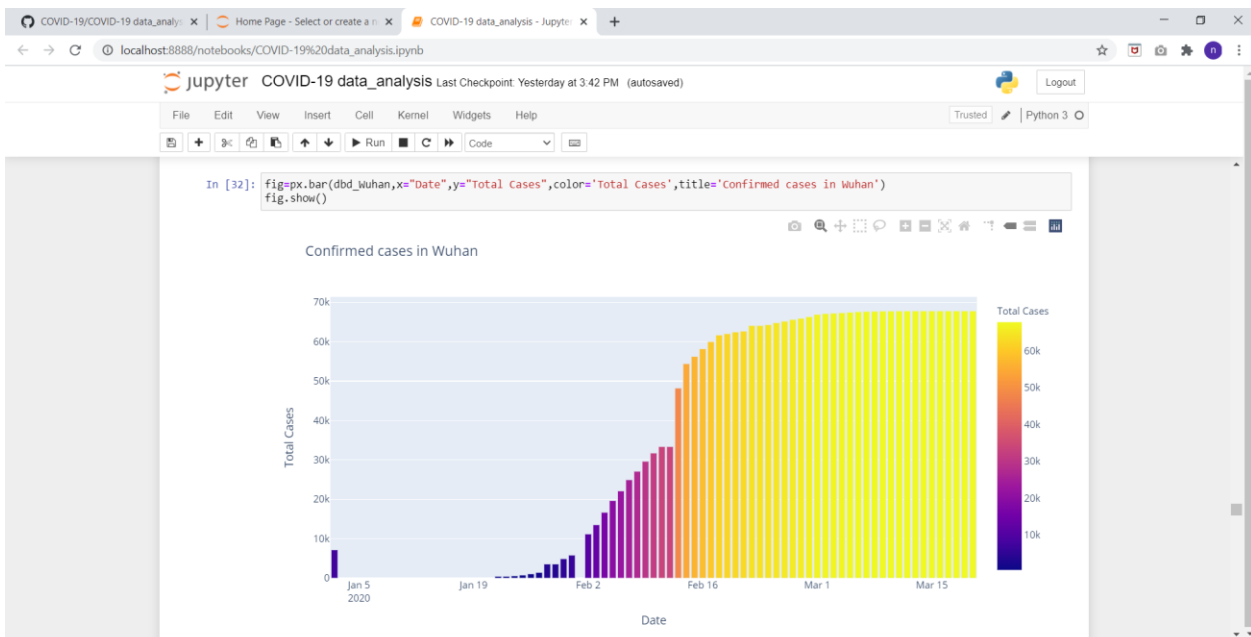 COVID-19/COVID-19 data_analys
Home Page - Select or create a n
COVID-19 data_analysis - Jupyter
localhost:8888/notebooks/COVID-19%20data_analysis.ipynb
n
jupyter COVID-19 data_analysis Last Checkpoint: Yesterday at 3:42 PM (autosaved)
Logout
File Edit View Insert Cell Kernel Widgets Help
Trusted Python 3
Run Code
In [32]: fig=px.bar(dbd_Wuhan,x="Date",y="Total Cases",color='Total Cases',title='Confirmed cases in Wuhan')
fig.show()
Confirmed cases in Wuhan
70k
60k
50k
40k
30k
20k
10k
0
Total Cases
Jan 5
2020
Jan 19
Feb 2
Feb 16
Mar 1
Mar 15
Date
Total Cases
60k
50k
40k
30k
20k
10k